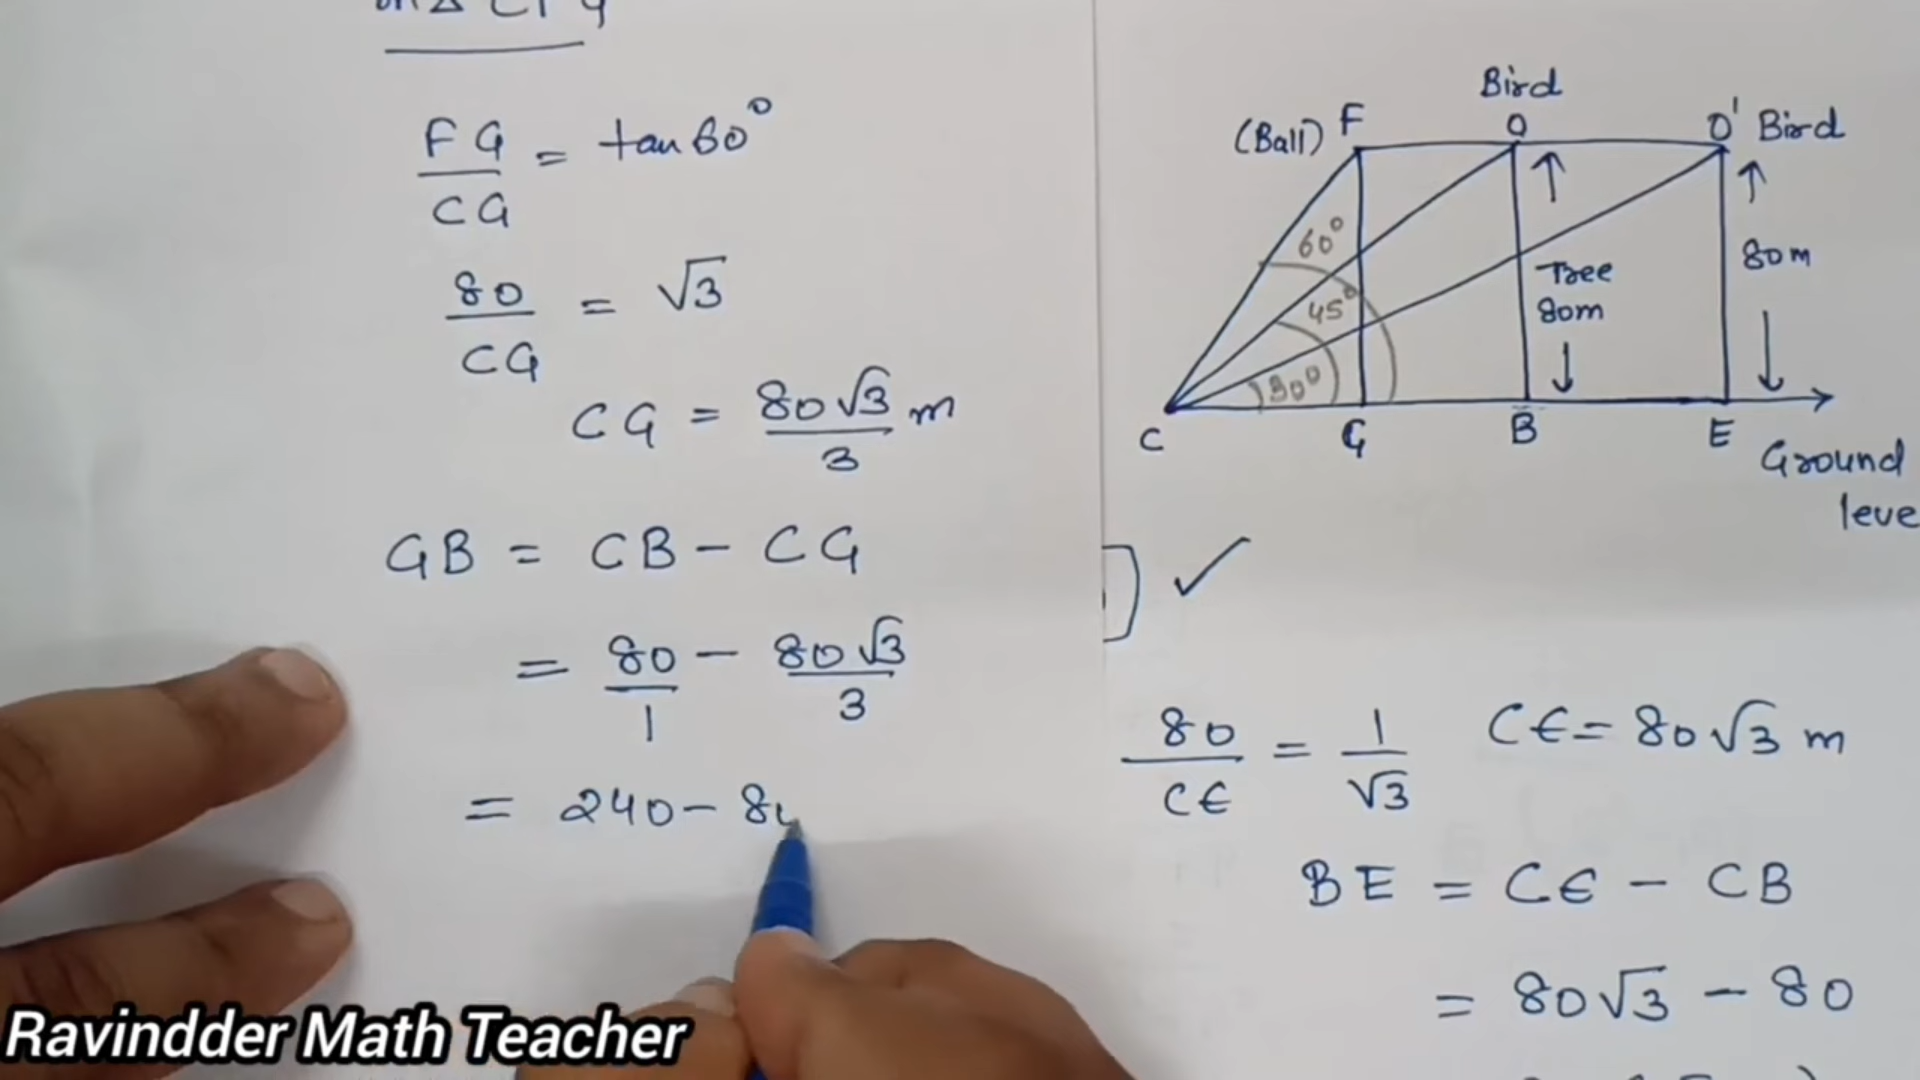 FG/CG = tan 60°
80/CG = √3
CG = 80√3/3 m
GB = CB - CG
= 80/1 - 80√3/3
= 240 - 8
Bird
(Ball) F O O' Bird
60°
45°
30°
Tree
80m
80m
C G B E
Ground
leve
80/CE = 1/√3 CE = 80√3 m
BE = CE - CB
= 80√3 - 80
Ravindder Math Teacher